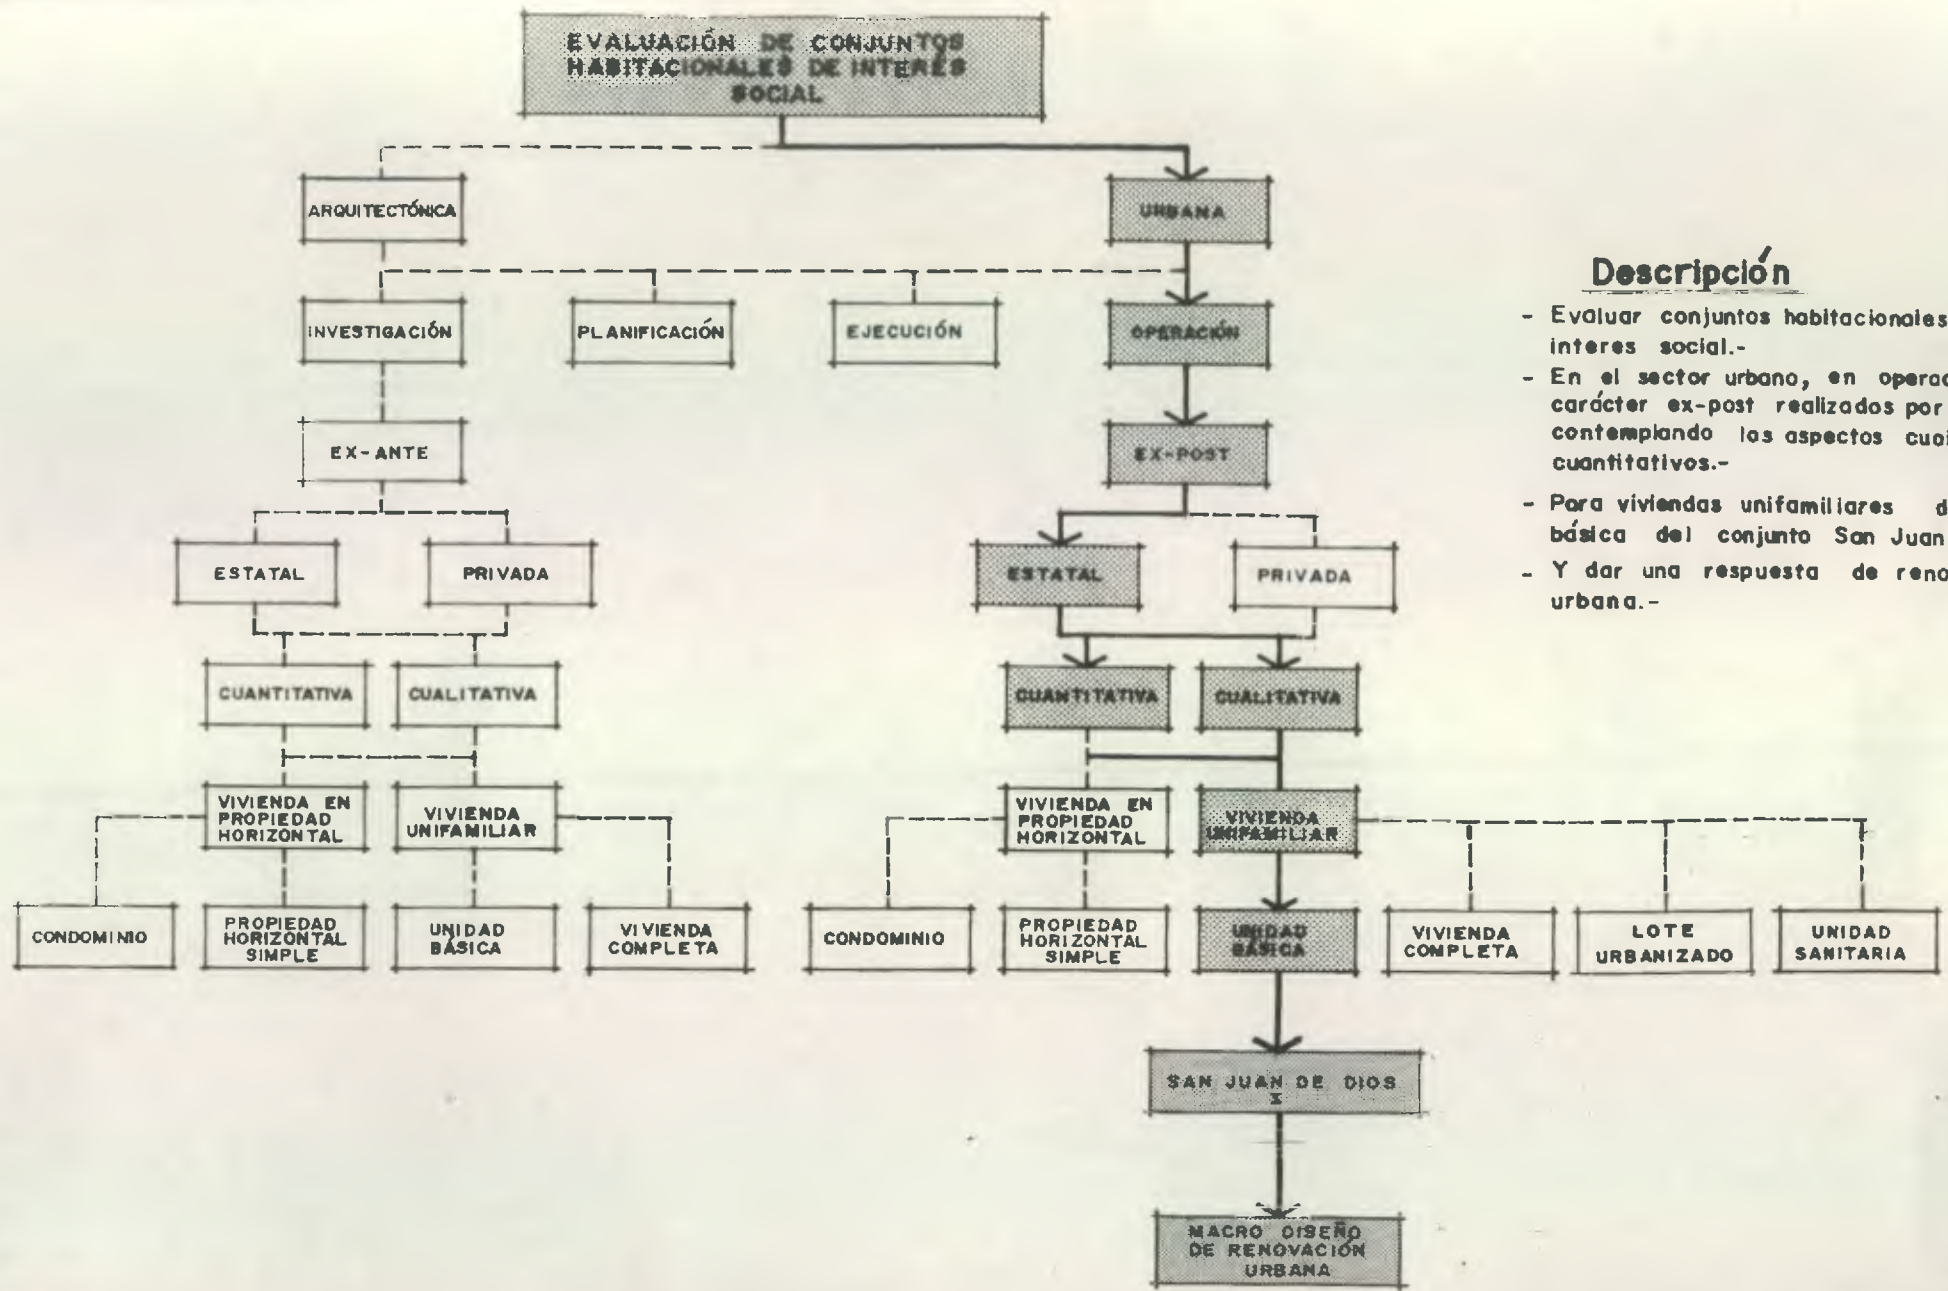 EVALUACIÓN DE CONJUNTOS
HABITACIONALES DE INTERÉS
SOCIAL
ARQUITECTÓNICA
URBANA
INVESTIGACIÓN
PLANIFICACIÓN
EJECUCIÓN
OPERACIÓN
EX-ANTE
EX-POST
ESTATAL
PRIVADA
ESTATAL
PRIVADA
CUANTITATIVA
CUALITATIVA
CUANTITATIVA
CUALITATIVA
VIVIENDA EN
PROPIEDAD
HORIZONTAL
VIVIENDA
UNIFAMILIAR
VIVIENDA EN
PROPIEDAD
HORIZONTAL
VIVIENDA
UNIFAMILIAR
CONDOMINIO
PROPIEDAD
HORIZONTAL
SIMPLE
UNIDAD
BÁSICA
VIVIENDA
COMPLETA
CONDOMINIO
PROPIEDAD
HORIZONTAL
SIMPLE
UNIDAD
BÁSICA
VIVIENDA
COMPLETA
LOTE
URBANIZADO
UNIDAD
SANITARIA
SAN JUAN DE DIOS
I
MACRO DISEÑO
DE RENOVACIÓN
URBANA
Descripción
- Evaluar conjuntos habitacionales
interes social.-
- En el sector urbano, en
carácter ex-post realizados por
contemplando los aspectos
cuantitativos.-
- Para viviendas unifamiliares
básica del conjunto San Juan
- Y dar una respuesta de
urbana.-